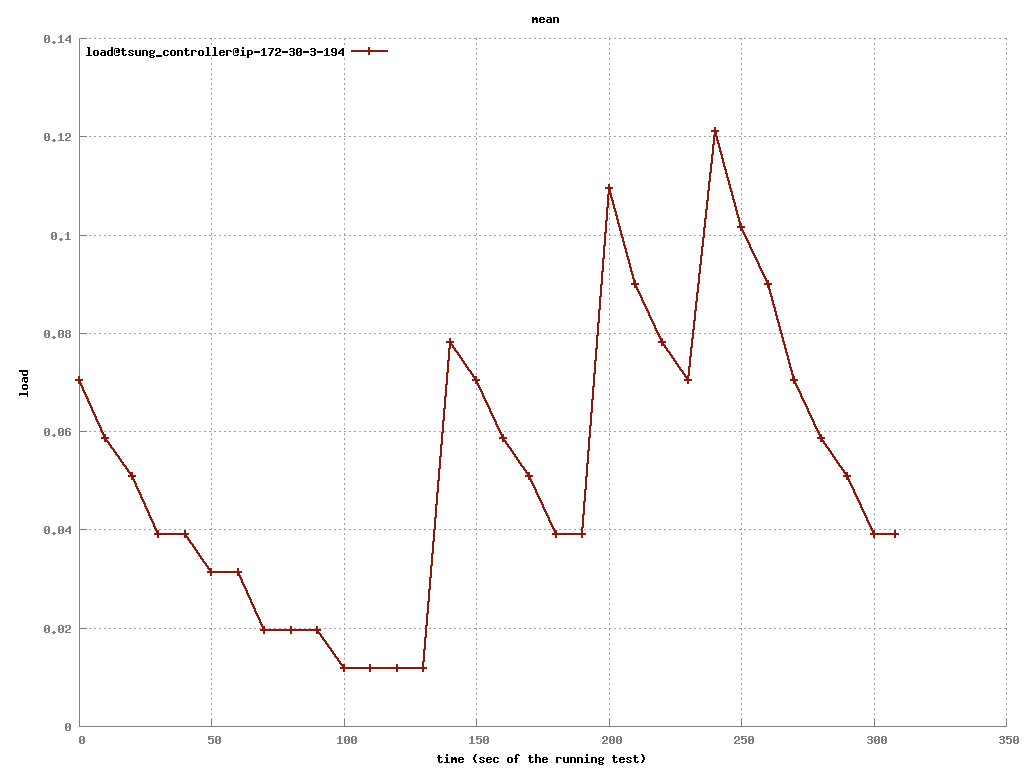 mean
0.14
load@tsung_controller@ip-172-30-3-194
0.12
0.1
0.08
load
0.06
0.04
0.02
0
0 50 100 150 200 250 300 350
time (sec of the running test)